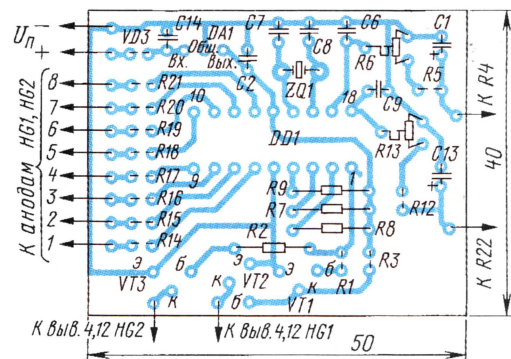 Uп
−
+
VD3
C14
DA1
Общ.
Вх.
Вых.
C7
C6
C1
C8
C2
R6
R5
ZQ1
C9
К R4
К анодам HG1, HG2
8
7
6
5
4
3
2
1
R21
R20
R19
R18
R17
R16
R15
R14
10
18
DD1
9
1
R13
C13
R9
R7
R8
R12
R2
R3
R1
К R22
40
э
VT3
б
к
э
VT2
б
к
э
б
VT1
к
К выв. 4,12 HG2
К выв. 4,12 HG1
50